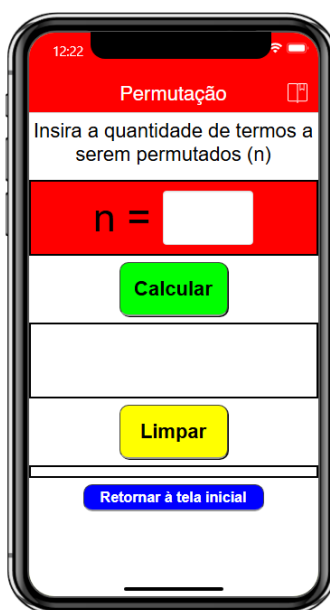 12:22
Permutação
Insira a quantidade de termos a
serem permutados (n)
n =
Calcular
Limpar
Retornar à tela inicial